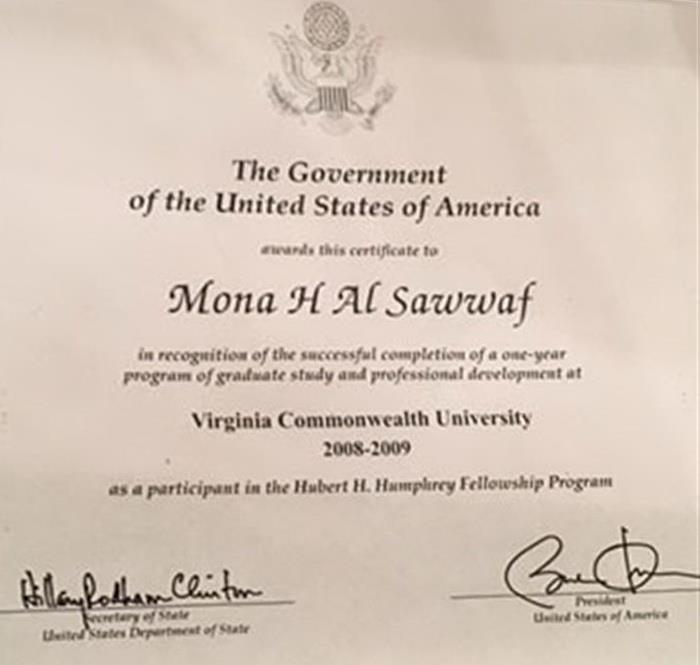 The Government
of the United States of America
awards this certificate to
Mona H Al Sawwaf
in recognition of the successful completion of a one-year
program of graduate study and professional development at
Virginia Commonwealth University
2008-2009
as a participant in the Hubert H. Humphrey Fellowship Program
Hillary Rodham Clinton
Secretary of State
United States Department of State
President
United States of America